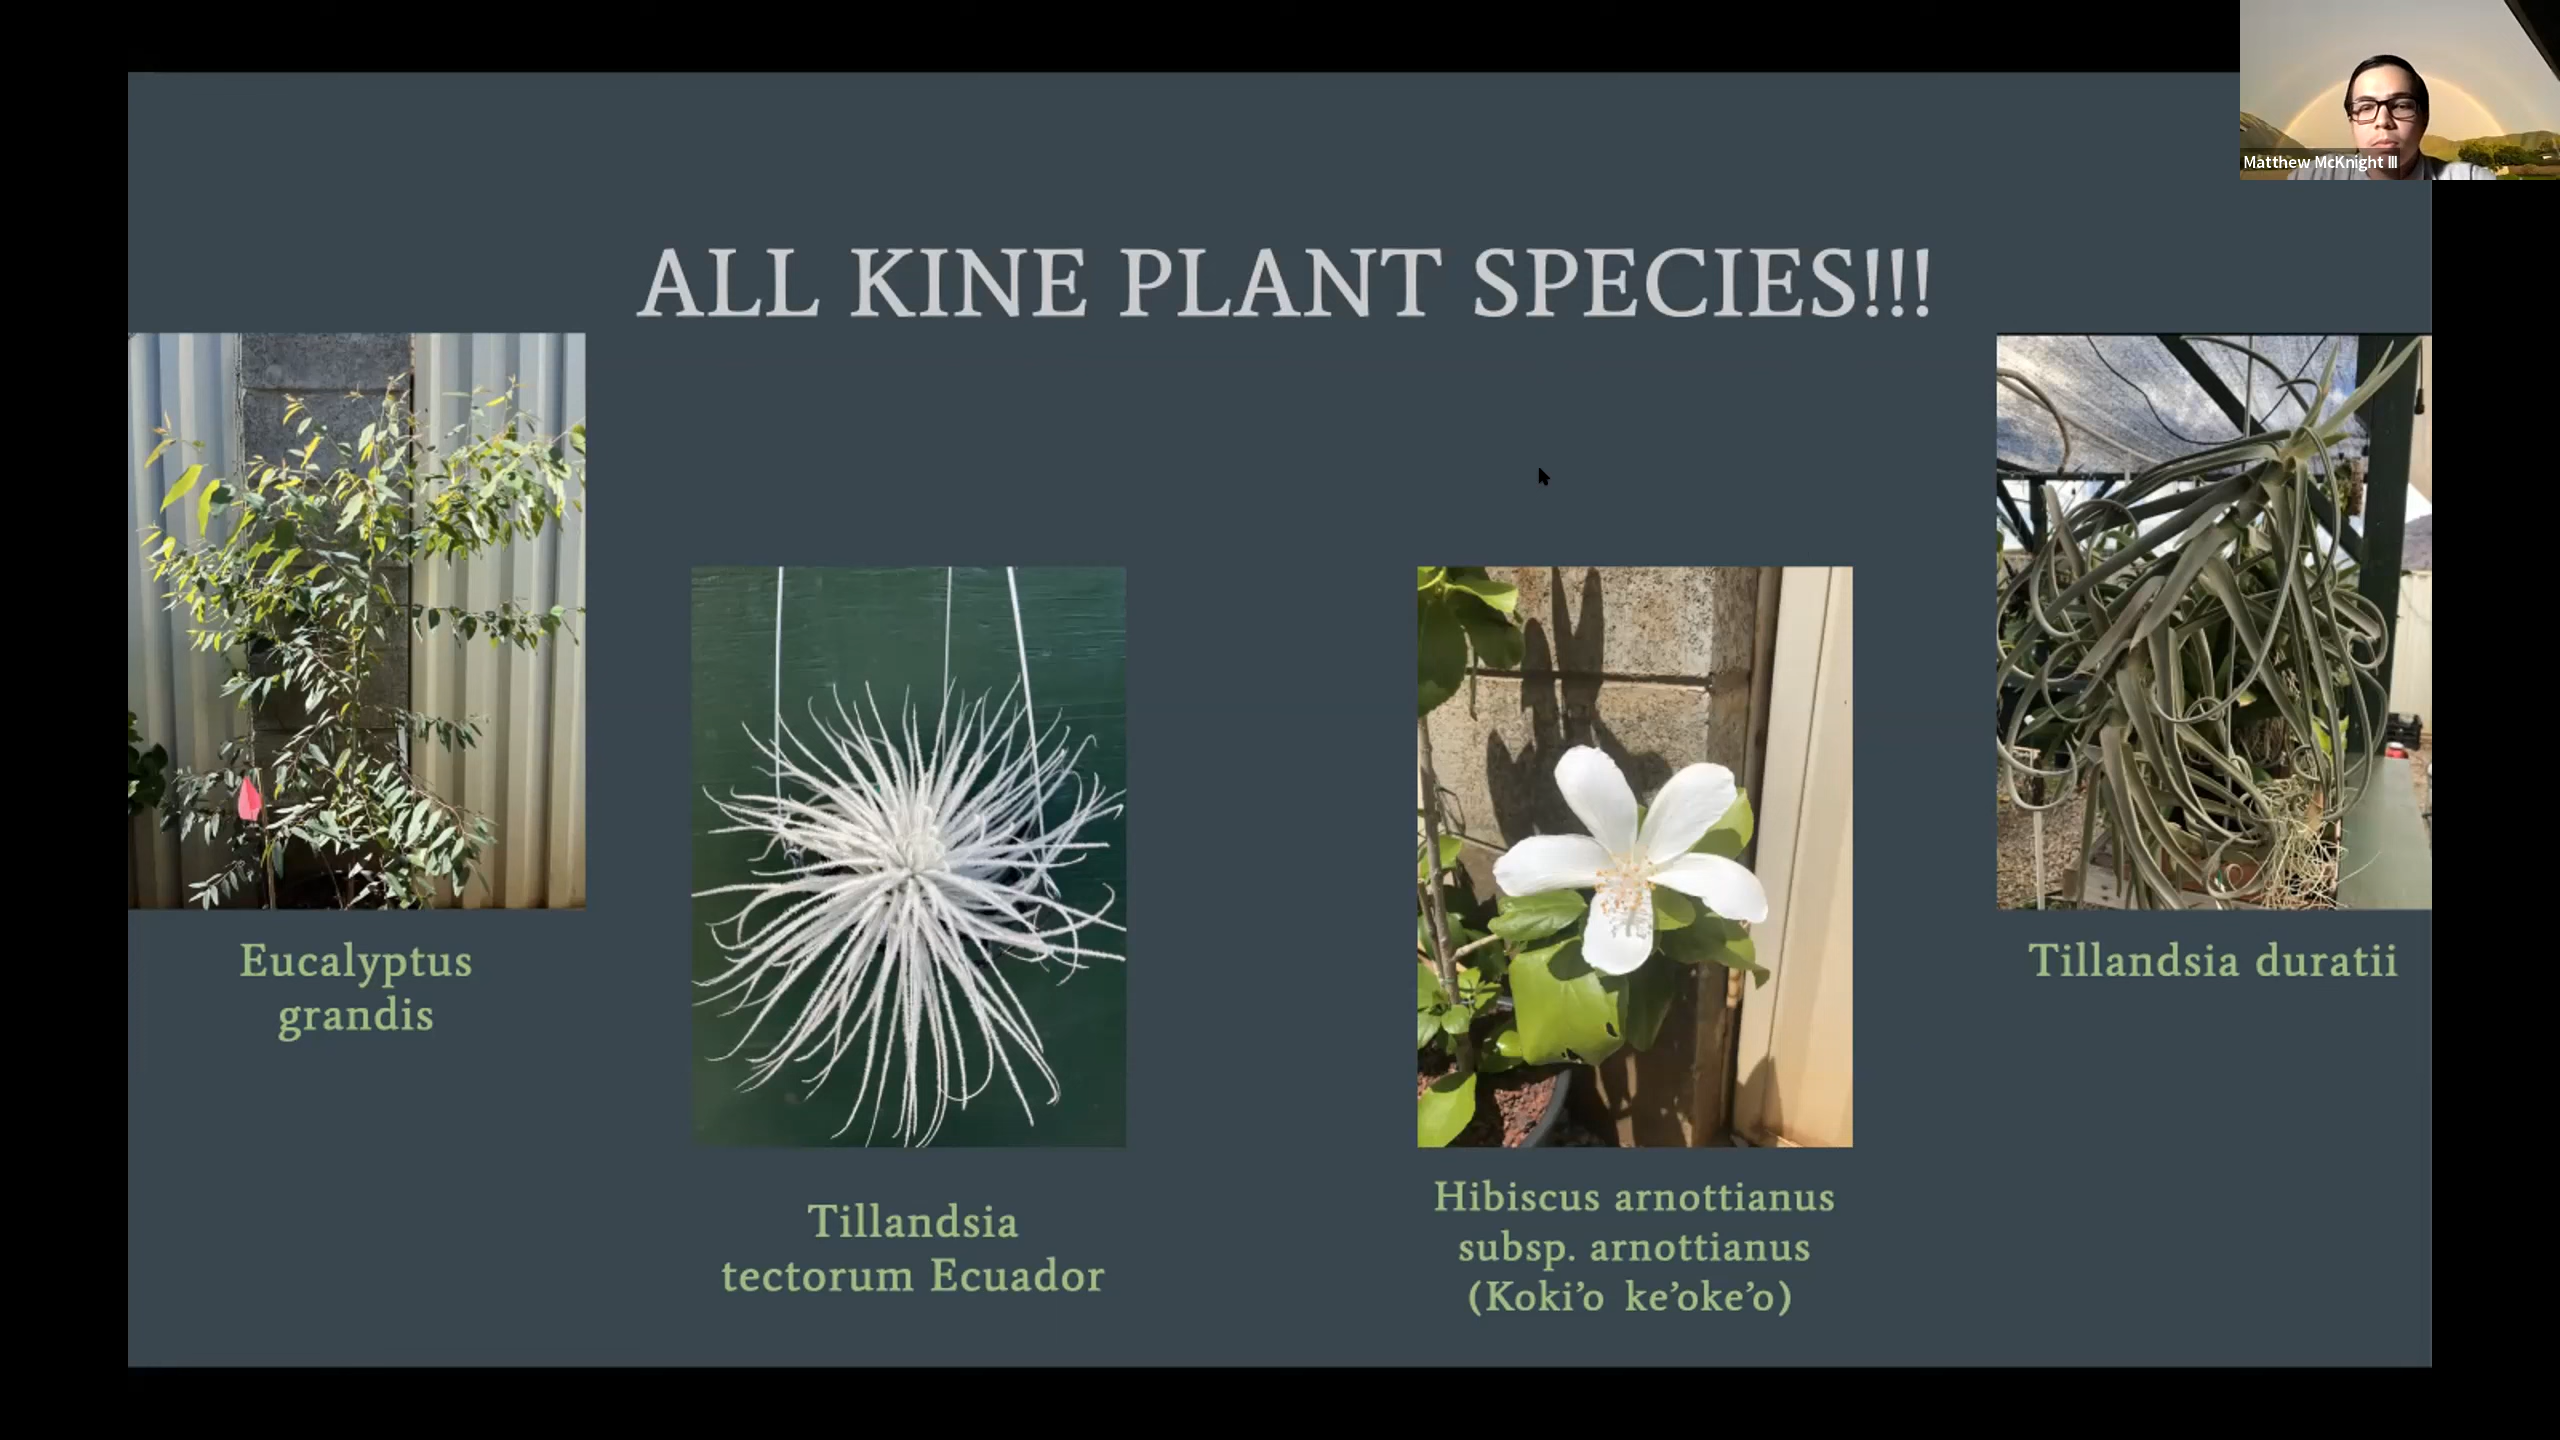 Matthew McKnight III
ALL KINE PLANT SPECIES!!!
Eucalyptus
grandis
Tillandsia
tectorum Ecuador
Hibiscus arnottianus
subsp. arnottianus
(Koki’o ke’oke’o)
Tillandsia duratii